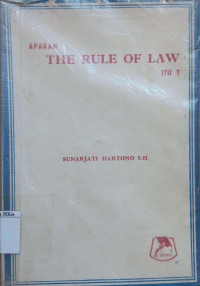 APAKAH
THE RULE OF LAW
ITU ?
SUNARJATI HARTONO S.H.